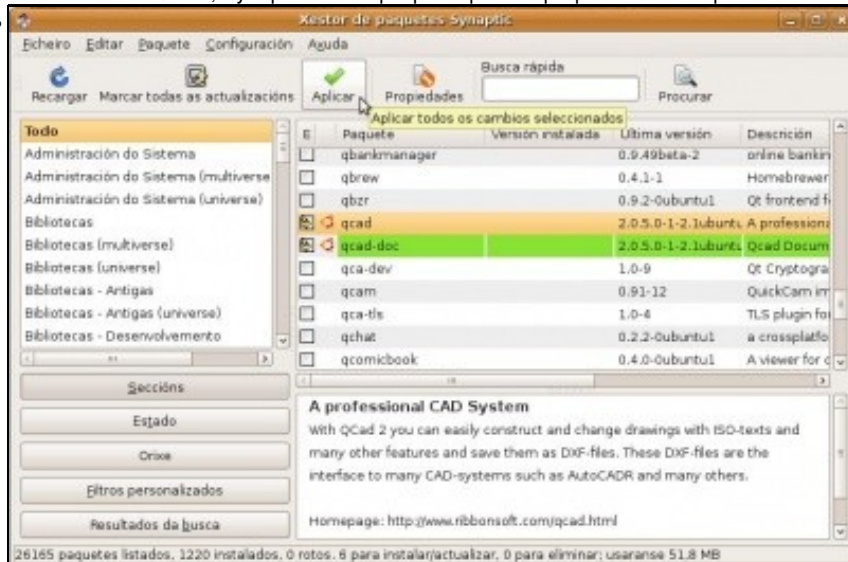 Xestor de paquetes Synaptic
Ficheiro Editar Paquete Configuración Axuda
Recargar Marcar todas as actualizacións Aplicar Propiedades Busca rápida Procurar
Aplicar todos os cambios seleccionados
Todo
Administración do Sistema
Administración do Sistema (multiverse
Administración do Sistema (universe)
Bibliotecas
Bibliotecas (multiverse)
Bibliotecas (universe)
Bibliotecas - Antigas
Bibliotecas - Antigas (universe)
Bibliotecas - Desenvolvemento
Seccións
Estado
Orixe
Filtros personalizados
Resultados da busca
E Paquete Versión instalada Última versión Descrición
qbankmanager 0.9.49beta-2 online bankin
qbrew 0.4.1-1 Homebrewer
qbzr 0.9.2-0ubuntu1 Qt frontend f
qcad 2.0.5.0-1-2.1ubuntu A professiona
qcad-doc 2.0.5.0-1-2.1ubuntu Qcad Docum
qca-dev 1.0-9 Qt Cryptogra
qcam 0.91-12 QuickCam im
qca-tls 1.0-4 TLS plugin for
qchat 0.2.2-0ubuntu1 a crossplatfo
qcomicbook 0.4.0-0ubuntu1 A viewer for c
A professional CAD System
With QCad 2 you can easily construct and change drawings with ISO-texts and
many other features and save them as DXF-files. These DXF-files are the
interface to many CAD-systems such as AutoCADR and many others.
Homepage: http://www.ribbonsoft.com/qcad.html
26165 paquetes listados, 1220 instalados, 0 rotos. 6 para instalar/actualizar, 0 para eliminar; usaranse 51,8 MB